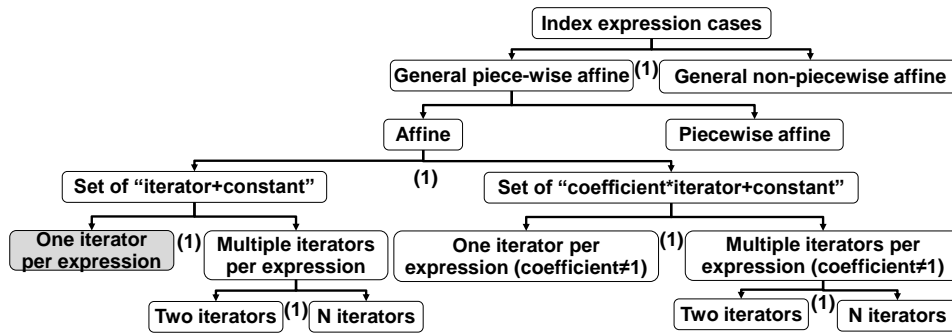 Index expression cases
General piece-wise affine
(1)
General non-piecewise affine
Affine
Piecewise affine
(1)
Set of “iterator+constant”
Set of “coefficient*iterator+constant”
One iterator
per expression
(1)
Multiple iterators
per expression
One iterator per
expression (coefficient≠1)
(1)
Multiple iterators per
expression (coefficient≠1)
Two iterators
(1)
N iterators
Two iterators
(1)
N iterators